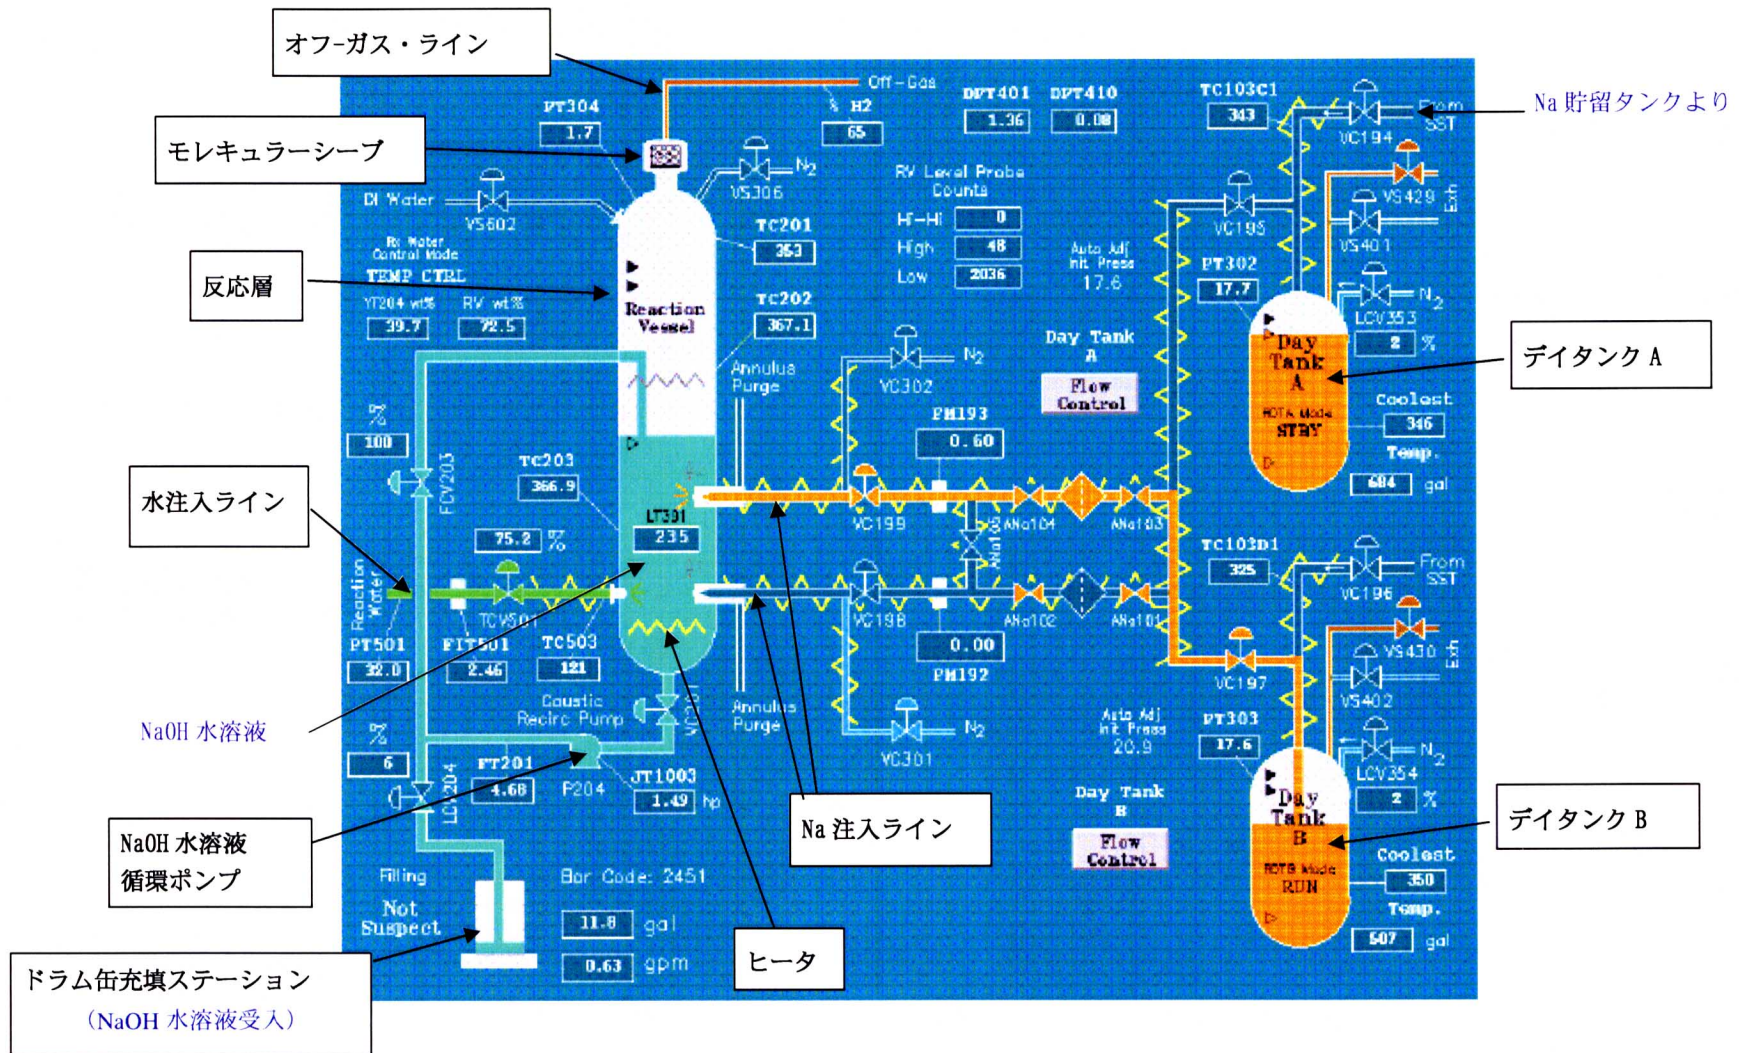 オフ-ガス・ライン
Off-Gas
% H2
65
PT304
1.7
DPT401
1.36
DPT410
0.08
TC103C1
343
VC194
From SST
Na 貯留タンクより
モレキュラーシーブ
VS306
N2
DI Water
VS602
RV Level Probe
Counts
Hi-Hi
0
High
48
Low
2036
VC195
VS429
Exh
VS401
Rx Water
Control Mode
TEMP CTRL
YT204 wt%
39.7
RV wt%
72.5
反応層
TC201
353
TC202
367.1
Reaction
Vessel
Auto Adj
Init Press
17.6
PT302
17.7
LCV353
N2
2 %
Day Tank
A
Flow
Control
Day
Tank
A
STBY
デイタンク A
Coolest
346
Temp.
684 gal
Annulus
Purge
VC302
N2
FM193
0.60
%
100
FCV203
TC203
366.9
LT391
235
水注入ライン
75.2 %
VC199
ANa104
ANa103
TC103D1
325
VC196
From
SST
Reaction
Water
PT501
32.0
FIT501
2.46
TCV501
TC503
121
VC198
ANa102
ANa101
0.00
FM192
VC197
VS430
Exh
VS402
NaOH 水溶液
Caustic
Recirc Pump
Annulus
Purge
VC301
N2
Auto Adj
Init Press
20.9
PT303
17.6
LCV354
N2
2 %
%
6
LCV204
FT201
4.68
P204
JT1003
1.49 hp
Na 注入ライン
Day Tank
B
Flow
Control
Day
Tank
B
RUN
デイタンク B
Coolest
350
Temp.
507 gal
NaOH 水溶液
循環ポンプ
Filling
Not
Suspect
Bar Code: 2451
11.8 gal
0.63 gpm
ヒータ
ドラム缶充填ステーション
（NaOH 水溶液受入）